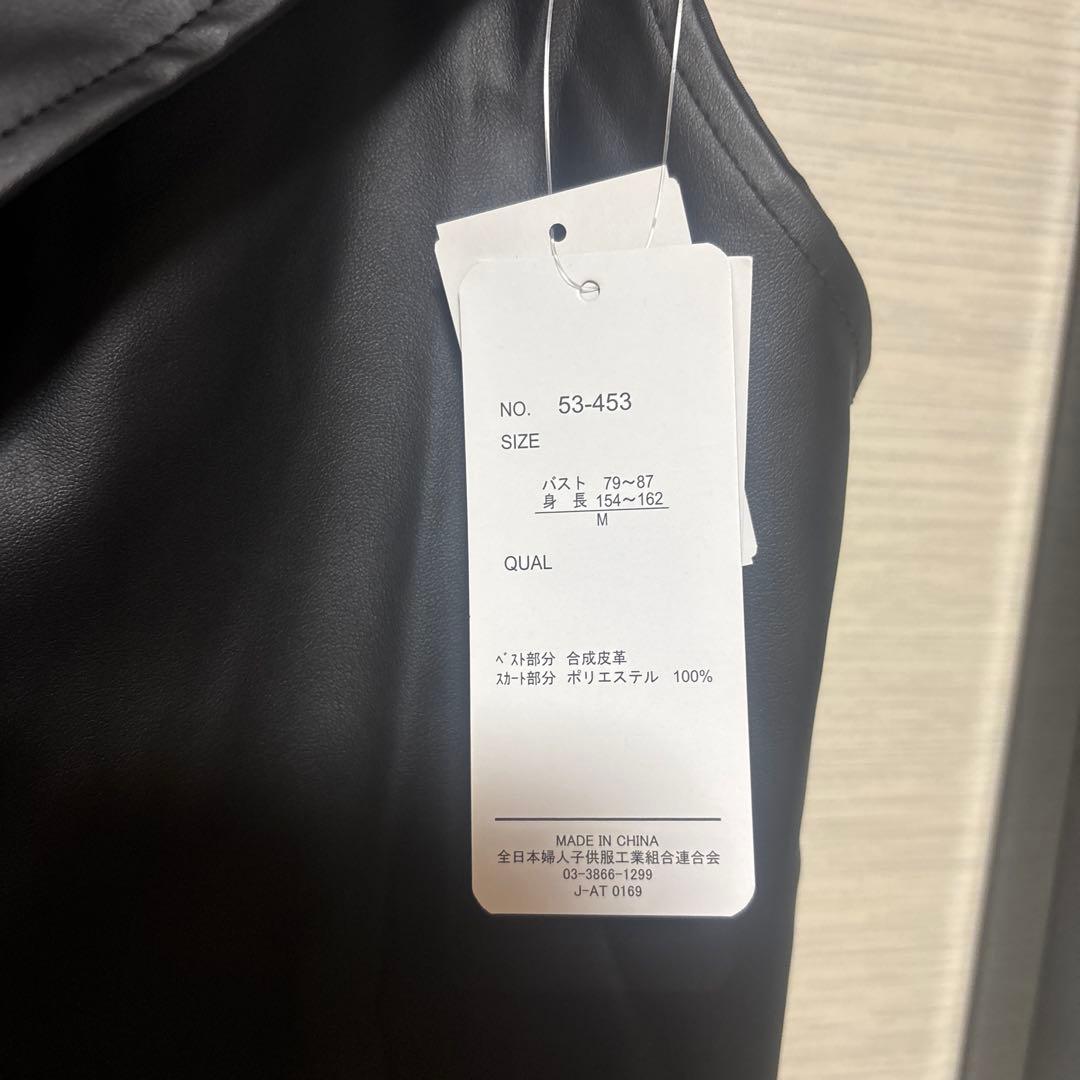 NO. 53-453
SIZE
バスト 79～87
身 長 154～162
M
QUAL
ﾍﾞｽﾄ部分 合成皮革
ｽｶｰﾄ部分 ポリエステル 100%
MADE IN CHINA
全日本婦人子供服工業組合連合会
03-3866-1299
J-AT 0169